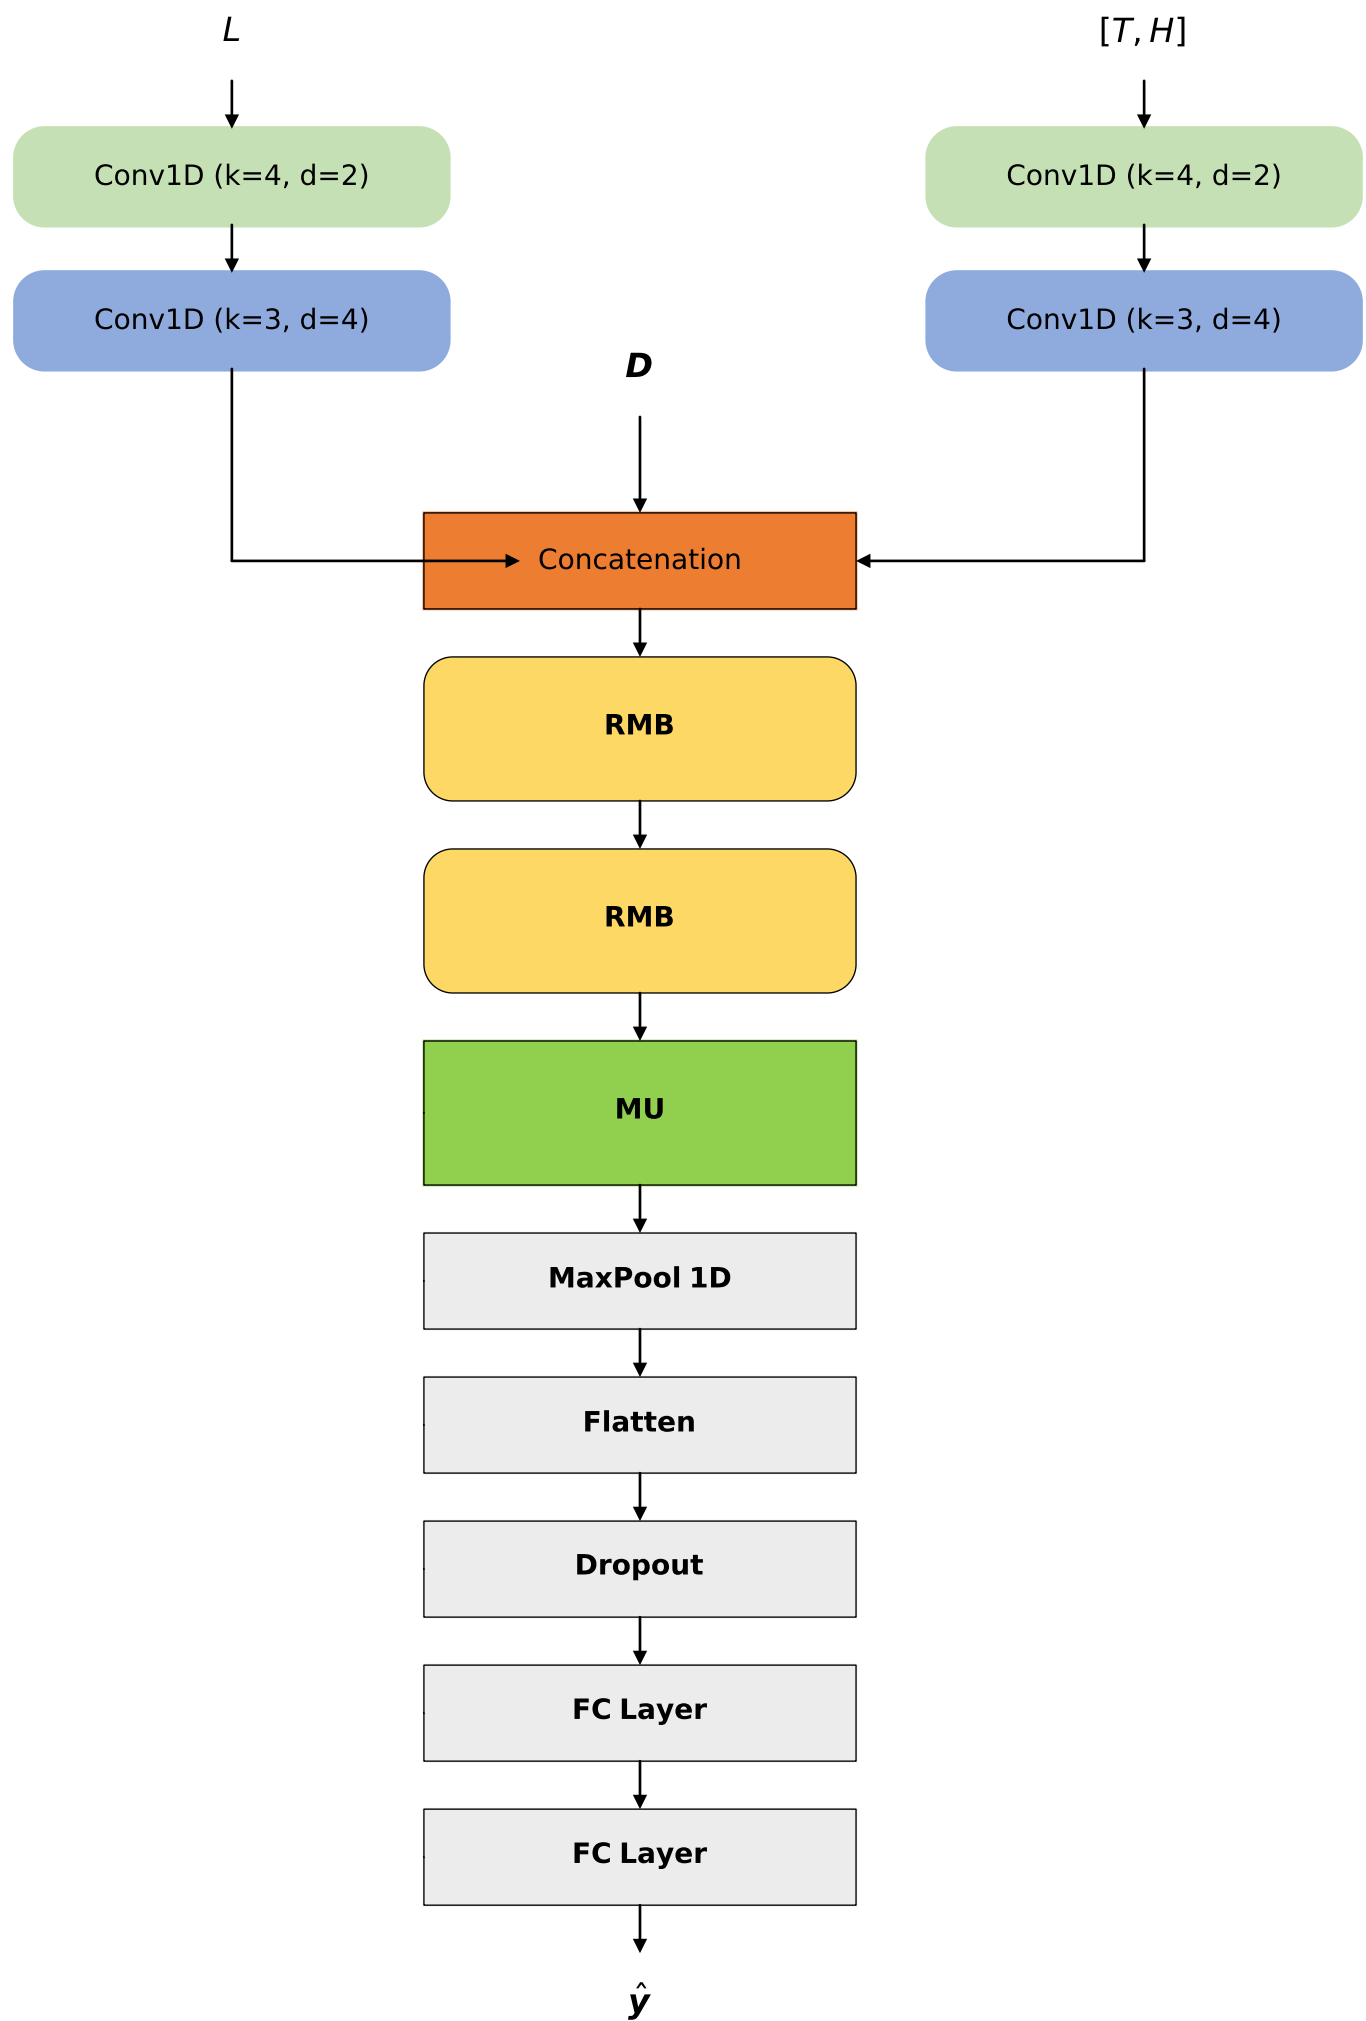 L
[T, H]
Conv1D (k=4, d=2)
Conv1D (k=4, d=2)
Conv1D (k=3, d=4)
Conv1D (k=3, d=4)
D
Concatenation
RMB
RMB
MU
MaxPool 1D
Flatten
Dropout
FC Layer
FC Layer
ŷ